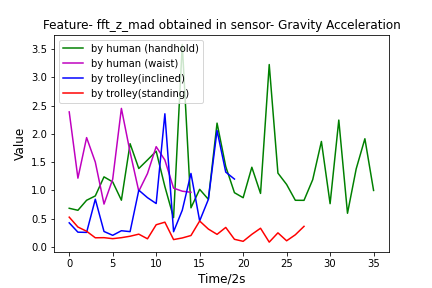 Feature- fft_z_mad obtained in sensor- Gravity Acceleration
by human (handhold)
by human (waist)
by trolley(inclined)
by trolley(standing)
3.5
3.0
2.5
2.0
1.5
1.0
0.5
0.0
Value
0 5 10 15 20 25 30 35
Time/2s